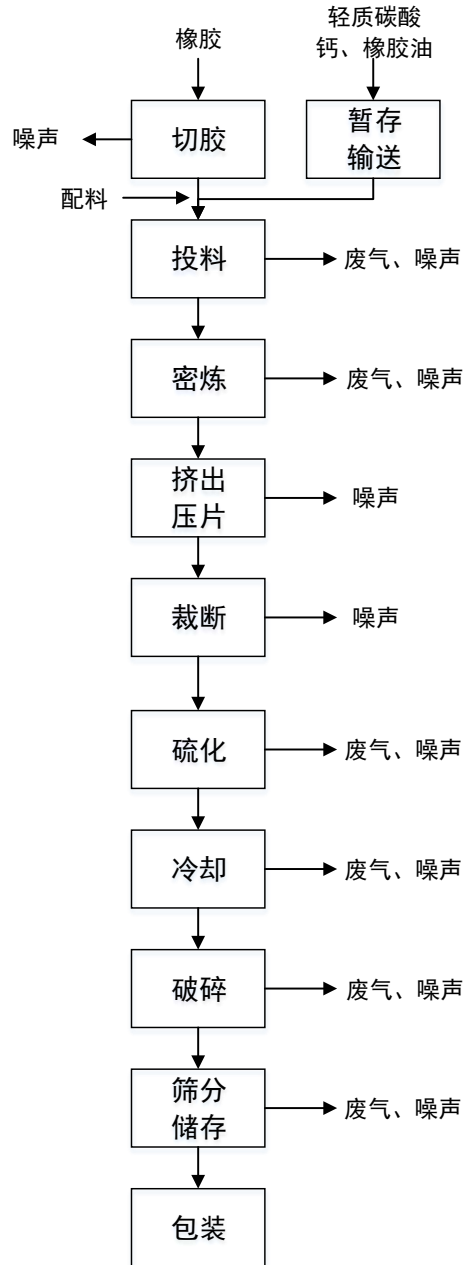 橡胶
轻质碳酸
钙、橡胶油
噪声
切胶
暂存
输送
配料
投料
废气、噪声
密炼
废气、噪声
挤出
压片
噪声
裁断
噪声
硫化
废气、噪声
冷却
废气、噪声
破碎
废气、噪声
筛分
储存
废气、噪声
包装